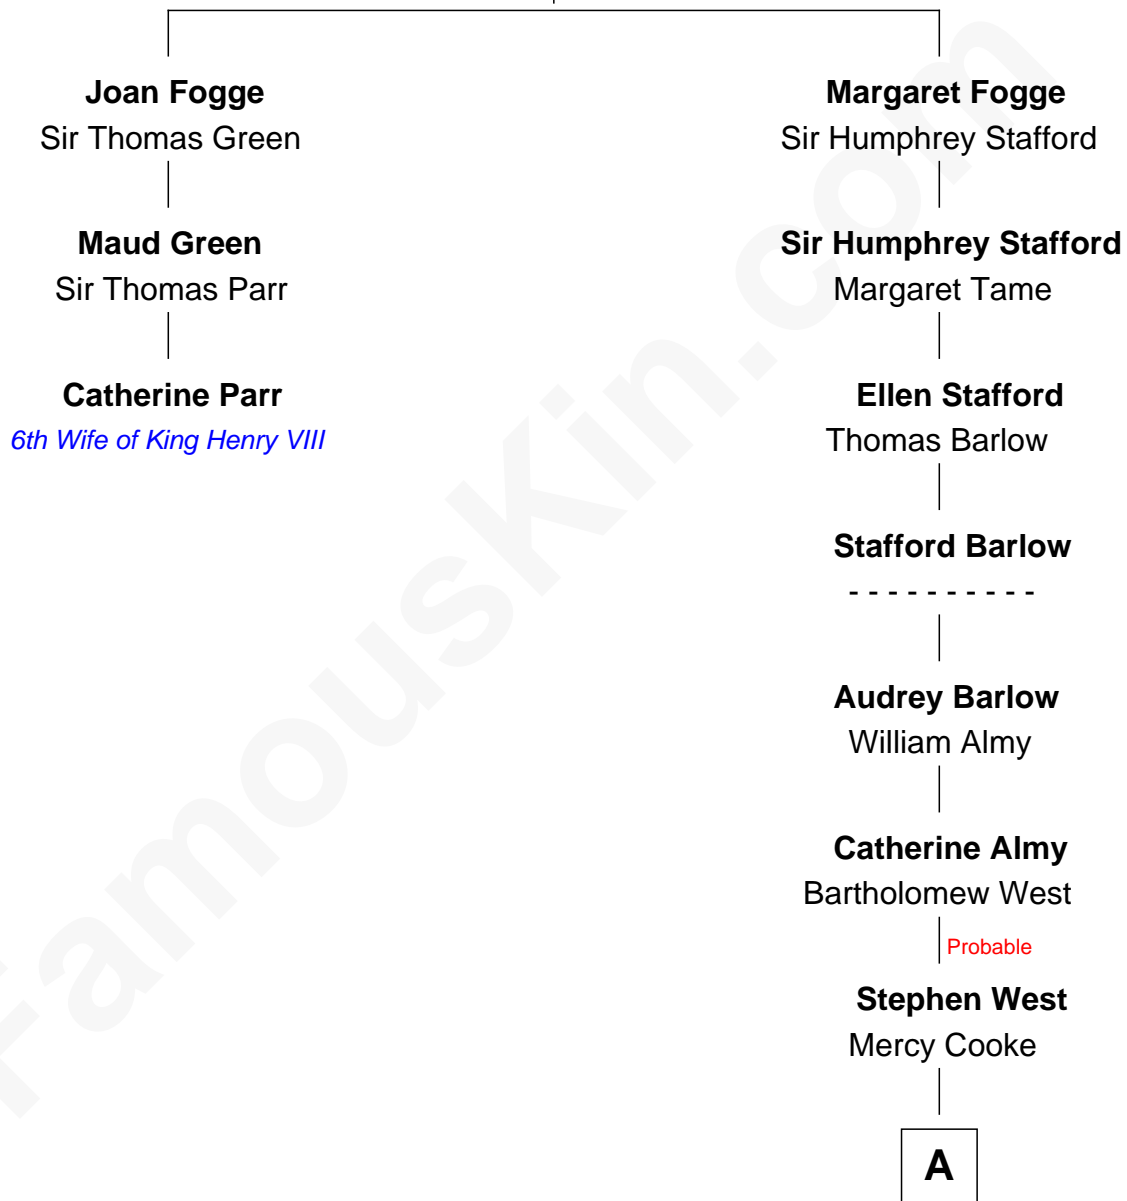 Joan Fogge
Sir Thomas Green
Maud Green
Sir Thomas Parr
Catherine Parr
6th Wife of King Henry VIII
Margaret Fogge
Sir Humphrey Stafford
Sir Humphrey Stafford
Margaret Tame
Ellen Stafford
Thomas Barlow
Stafford Barlow
- - - - - - - - - -
Audrey Barlow
William Almy
Catherine Almy
Bartholomew West
Probable
Stephen West
Mercy Cooke
A
FamousKin.com